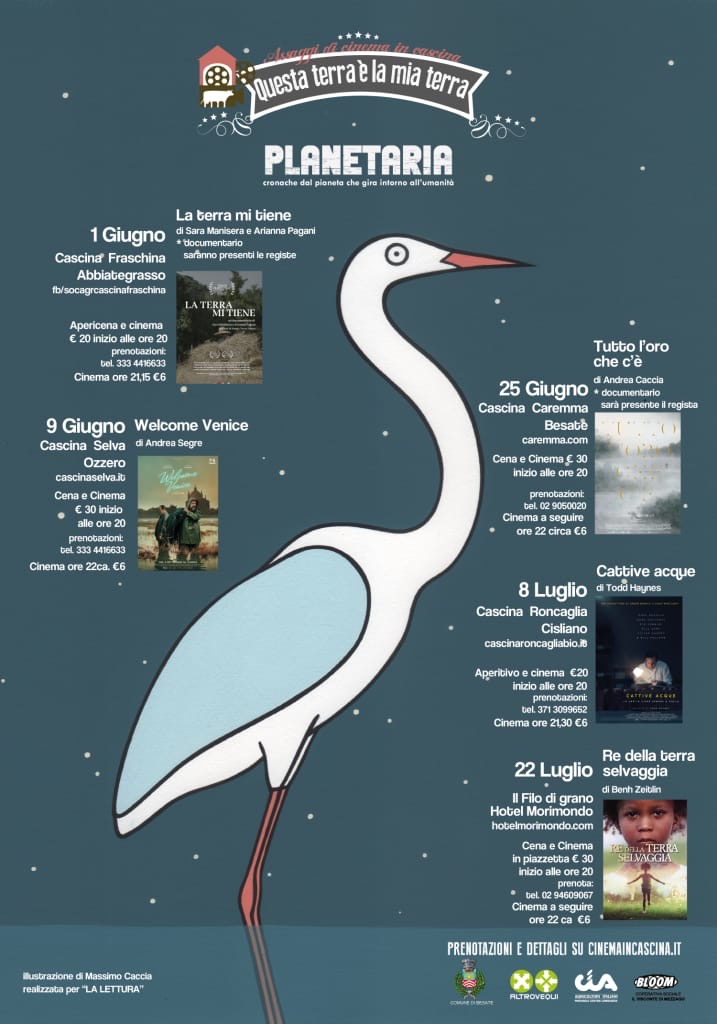 Assaggi di cinema in cascina
Questa terra è la mia terra
PLANETARIA
cronache dal pianeta che gira intorno all'umanità
1 Giugno
Cascina Fraschina
Abbiategrasso
fb/socagrcascinafraschina
Apericena e cinema
€ 20 inizio alle ore 20
prenotazioni:
tel. 333 4416633
Cinema ore 21,15 €6
La terra mi tiene
di Sara Manisera e Arianna Pagani
* documentario
saranno presenti le registe
LA TERRA
MI TIENE
9 Giugno
Cascina Selva
Ozzero
cascinaselva.it
Cena e Cinema
€ 30 inizio
alle ore 20
prenotazioni:
tel. 333 4416633
Cinema ore 22ca. €6
Welcome Venice
di Andrea Segre
Welcome
Venice
Tutto l'oro
che c'è
di Andrea Caccia
* documentario
sarà presente il regista
25 Giugno
Cascina Caremma
Besate
caremma.com
Cena e Cinema € 30
inizio alle ore 20
prenotazioni:
tel. 02 9050020
Cinema a seguire
ore 22 circa €6
Cattive acque
di Todd Haynes
8 Luglio
Cascina Roncaglia
Cisliano
cascinaroncagliabio.it
Aperitivo e cinema €20
inizio alle ore 20
prenotazioni:
tel. 371 3099652
Cinema ore 21,30 €6
CATTIVE ACQUE
Re della terra
selvaggia
di Benh Zeitlin
22 Luglio
Il Filo di grano
Hotel Morimondo
hotelmorimondo.com
Cena e Cinema
in piazzetta € 30
inizio alle ore 20
prenota:
tel. 02 94609067
Cinema a seguire
ore 22 ca €6
RE DELLA TERRA
SELVAGGIA
PRENOTAZIONI E DETTAGLI SU CINEMAINCASCINA.IT
illustrazione di Massimo Caccia
realizzata per "LA LETTURA"
COMUNE DI BESATE
ALTROVEQUI
CIA
AGRICOLTORI ITALIANI
BLOOM
COOPERATIVA SOCIALE
IL VISCONTE DI MEZZAGO